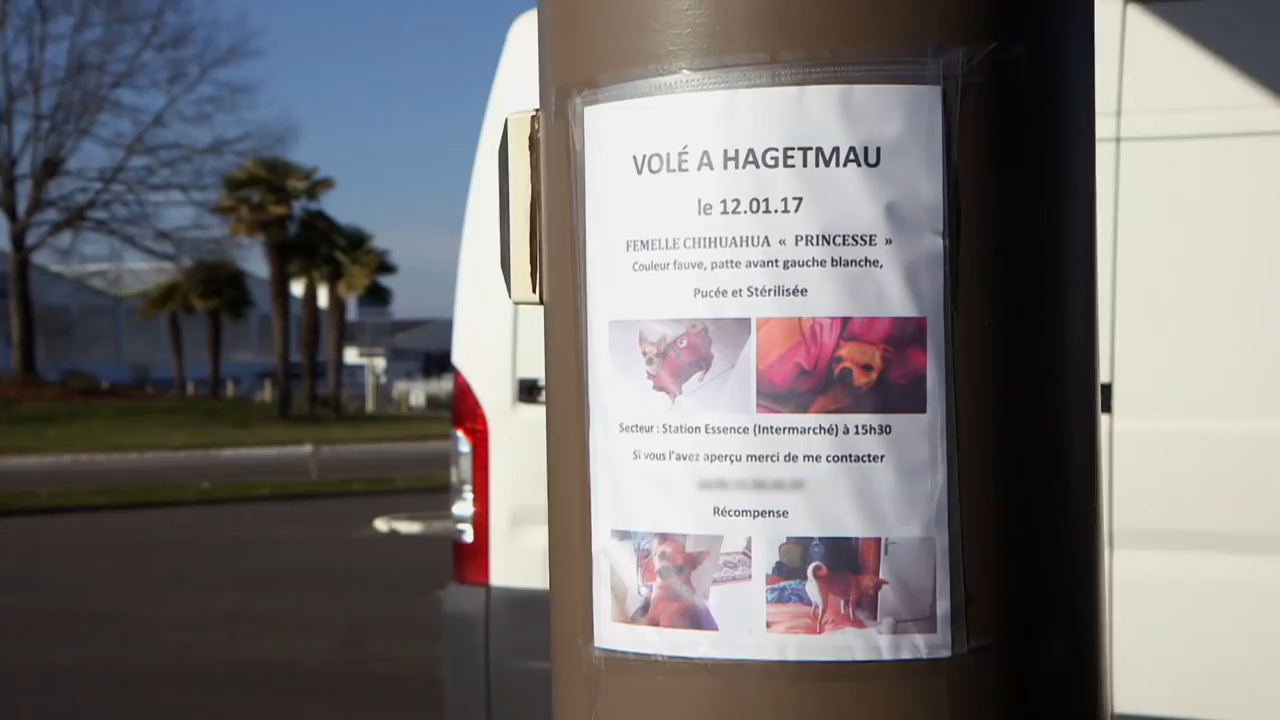 VOLÉ A HAGETMAU
le 12.01.17
FEMELLE CHIHUAHUA « PRINCESSE »
Couleur fauve, patte avant gauche blanche,
Pucée et Stérilisée
Secteur : Station Essence (Intermarché) à 15h30
Si vous l'avez aperçu merci de me contacter
Récompense